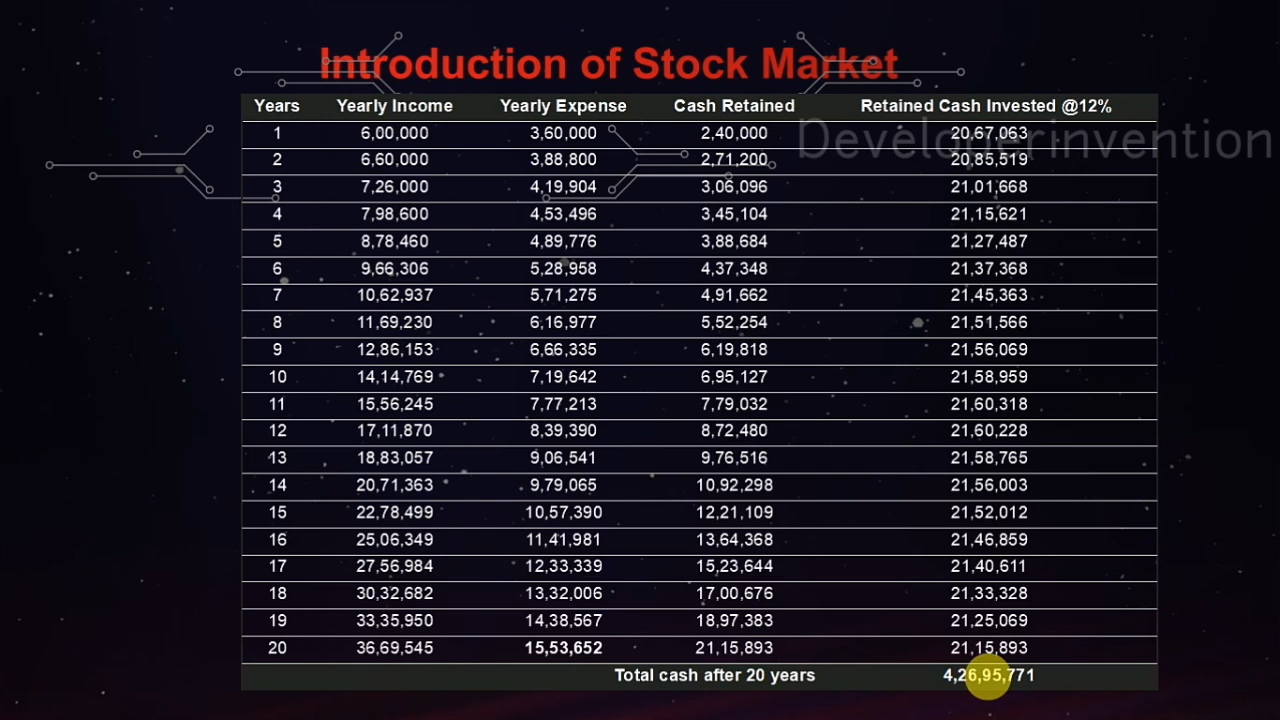 Introduction of Stock Market
Years Yearly Income Yearly Expense Cash Retained Retained Cash Invested @12%
Developerinvention
1 6,00,000 3,60,000 2,40,000 20,67,063
2 6,60,000 3,88,800 2,71,200 20,85,519
3 7,26,000 4,19,904 3,06,096 21,01,668
4 7,98,600 4,53,496 3,45,104 21,15,621
5 8,78,460 4,89,776 3,88,684 21,27,487
6 9,66,306 5,28,958 4,37,348 21,37,368
7 10,62,937 5,71,275 4,91,662 21,45,363
8 11,69,230 6,16,977 5,52,254 21,51,566
9 12,86,153 6,66,335 6,19,818 21,56,069
10 14,14,769 7,19,642 6,95,127 21,58,959
11 15,56,245 7,77,213 7,79,032 21,60,318
12 17,11,870 8,39,390 8,72,480 21,60,228
13 18,83,057 9,06,541 9,76,516 21,58,765
14 20,71,363 9,79,065 10,92,298 21,56,003
15 22,78,499 10,57,390 12,21,109 21,52,012
16 25,06,349 11,41,981 13,64,368 21,46,859
17 27,56,984 12,33,339 15,23,644 21,40,611
18 30,32,682 13,32,006 17,00,676 21,33,328
19 33,35,950 14,38,567 18,97,383 21,25,069
20 36,69,545 15,53,652 21,15,893 21,15,893
Total cash after 20 years 4,26,95,771